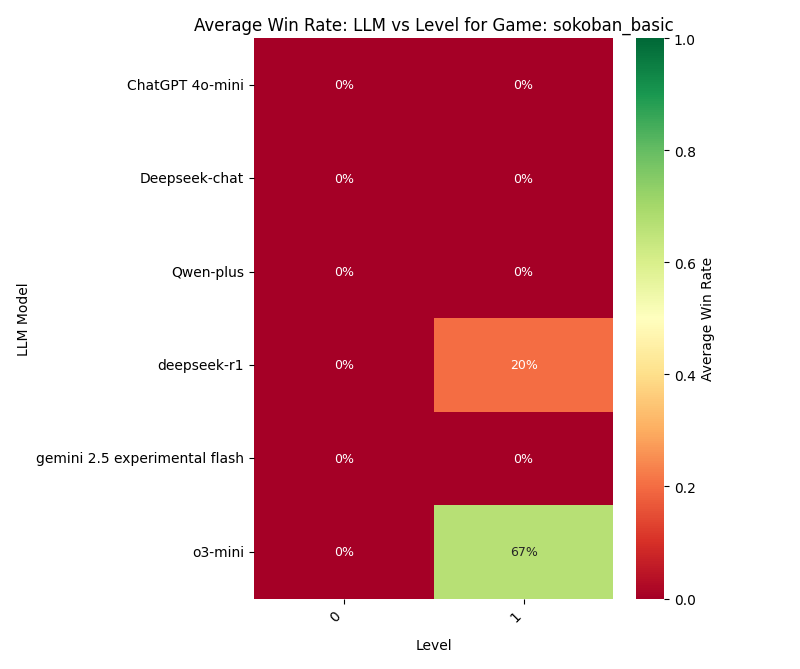 Average Win Rate: LLM vs Level for Game: sokoban_basic
LLM Model
ChatGPT 4o-mini 0% 0%
Deepseek-chat 0% 0%
Qwen-plus 0% 0%
deepseek-r1 0% 20%
gemini 2.5 experimental flash 0% 0%
o3-mini 0% 67%
0 1
Level
1.0
0.8
0.6
0.4
0.2
0.0
Average Win Rate